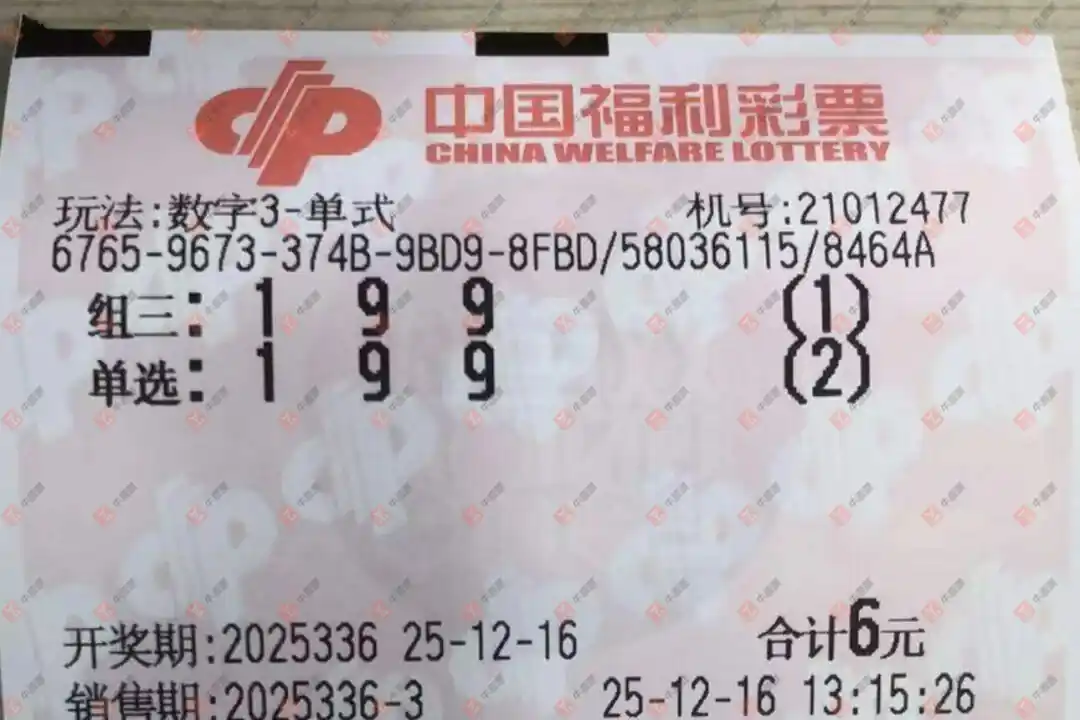 中国福利彩票
CHINA WELFARE LOTTERY
玩法:数字3-单式 机号:21012477
6765-9673-374B-9BD9-8FBD/58036115/8464A
组三: 1 9 9 (1)
单选: 1 9 9 (2)
开奖期:2025336 25-12-16 合计6元
销售期:2025336-3 25-12-16 13:15:26